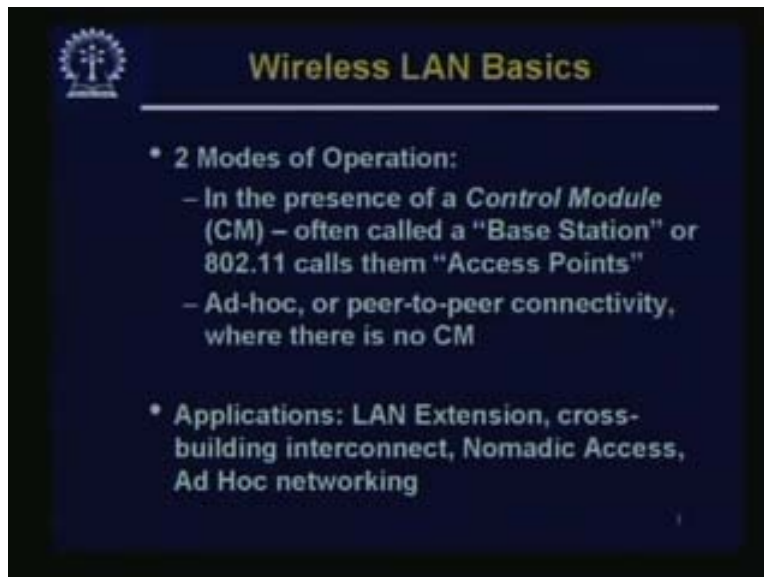 Wireless LAN Basics
• 2 Modes of Operation:
– In the presence of a Control Module
(CM) – often called a “Base Station” or
802.11 calls them “Access Points”
– Ad-hoc, or peer-to-peer connectivity,
where there is no CM
• Applications: LAN Extension, cross-
building interconnect, Nomadic Access,
Ad Hoc networking